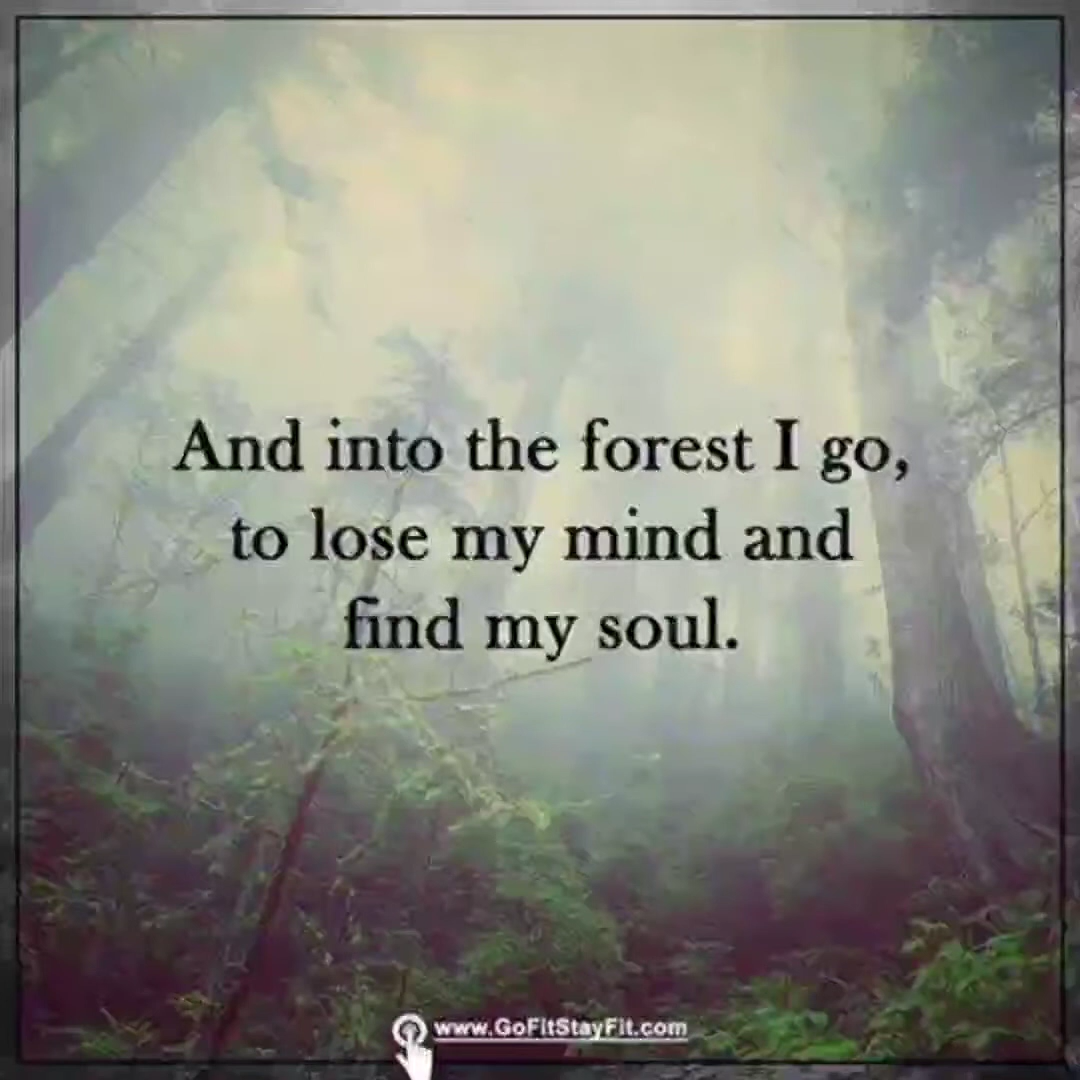 And into the forest I go,
to lose my mind and
find my soul.
www.GoFitStayFit.com